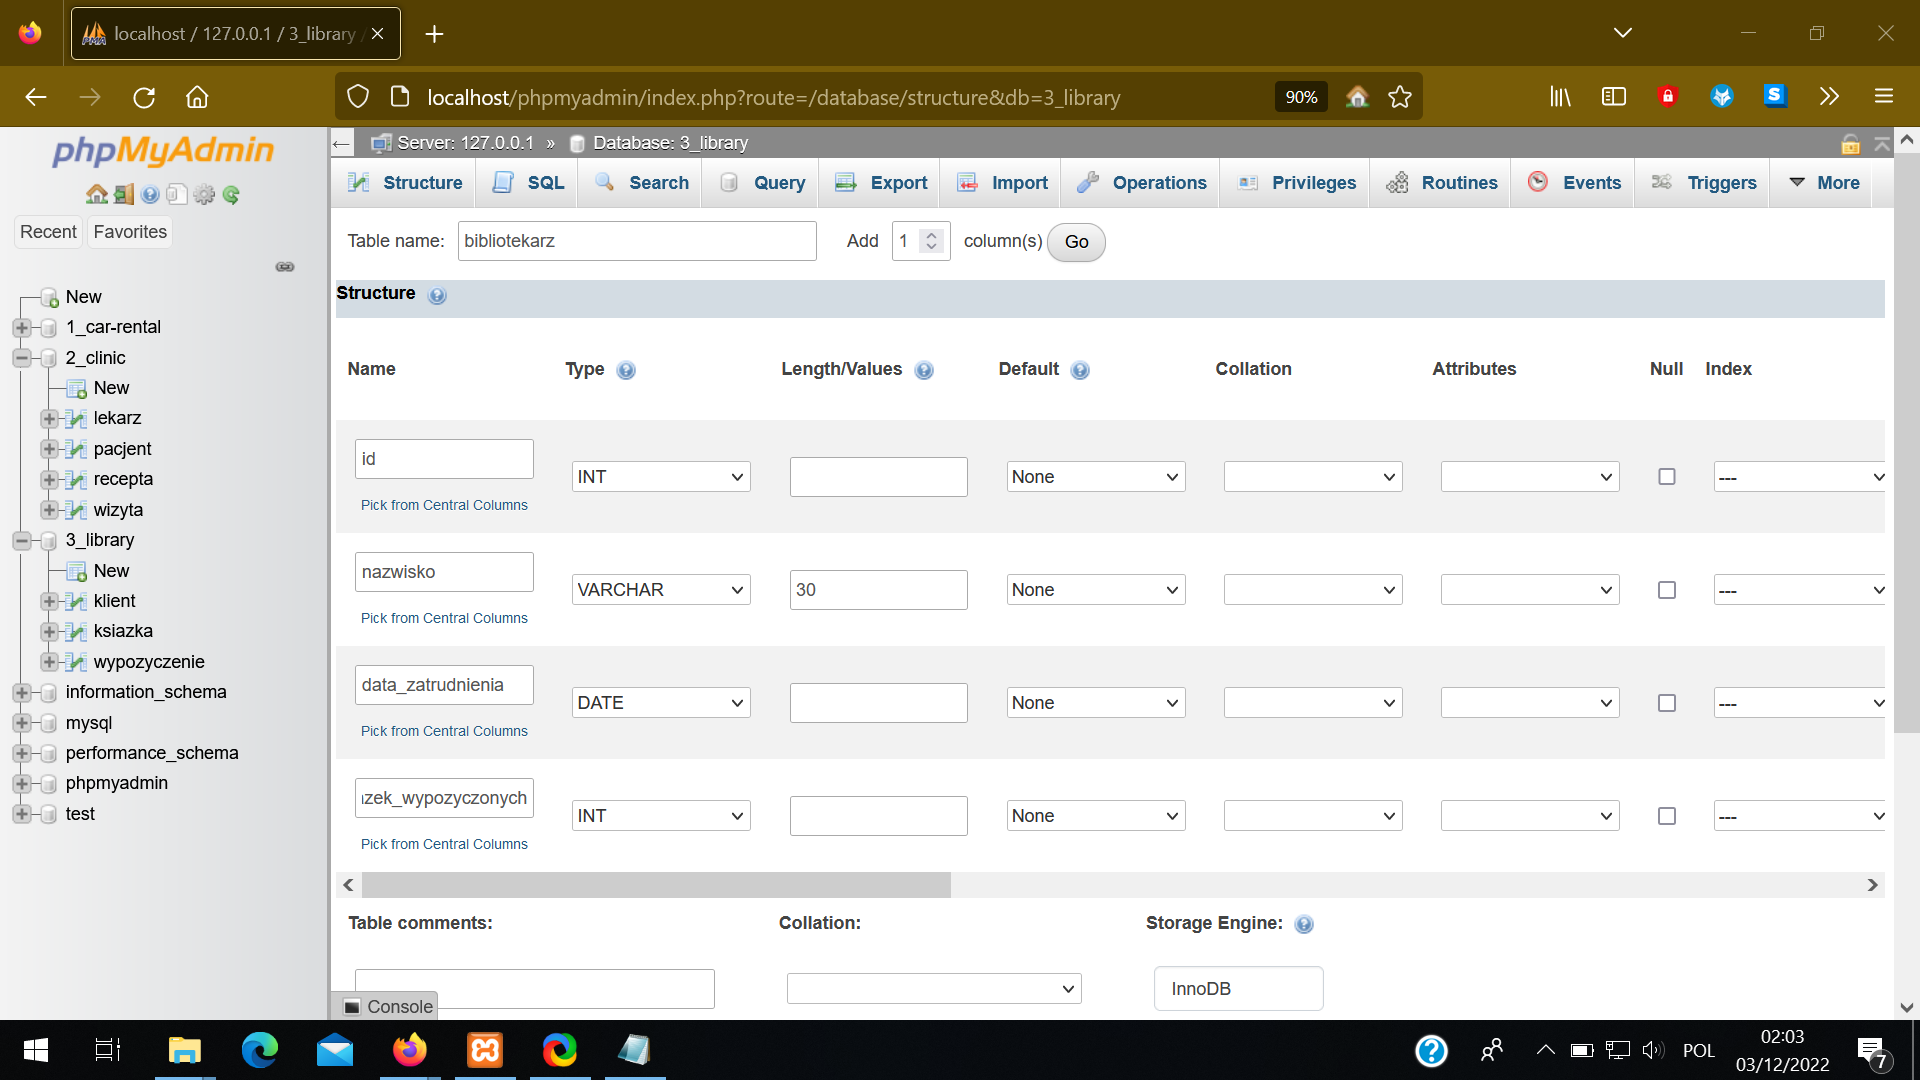 localhost / 127.0.0.1 / 3_library /
localhost/phpmyadmin/index.php?route=/database/structure&db=3_library
90%
phpMyAdmin
Recent
Favorites
New
1_car-rental
2_clinic
New
lekarz
pacjent
recepta
wizyta
3_library
New
klient
ksiazka
wypozyczenie
information_schema
mysql
performance_schema
phpmyadmin
test
Server: 127.0.0.1 » Database: 3_library
Structure SQL Search Query Export Import Operations Privileges Routines Events Triggers More
Table name: bibliotekarz Add 1 column(s) Go
Structure
Name Type Length/Values Default Collation Attributes Null Index
id INT None ---
Pick from Central Columns
nazwisko VARCHAR 30 None ---
Pick from Central Columns
data_zatrudnienia DATE None ---
Pick from Central Columns
zek_wypozyczonych INT None ---
Pick from Central Columns
Table comments: Collation: Storage Engine:
InnoDB
Console
POL
02:03
03/12/2022
7